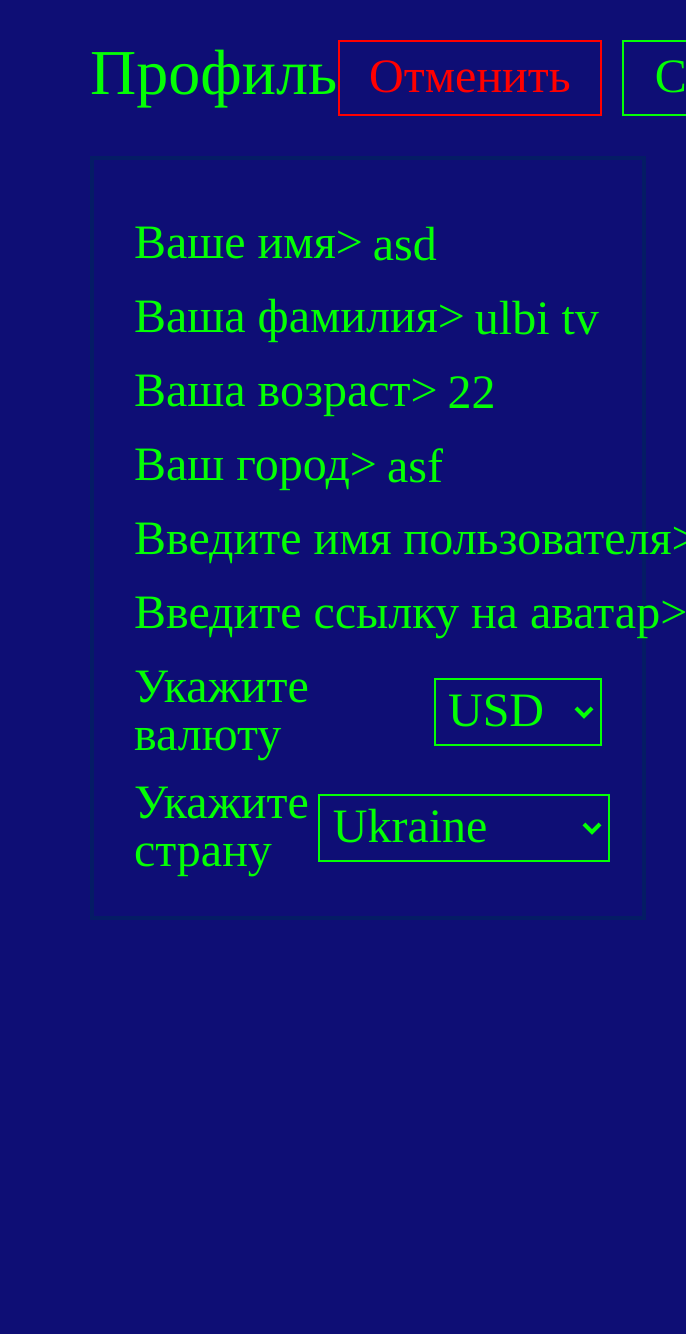 Профиль Отменить С
Ваше имя> asd
Ваша фамилия> ulbi tv
Ваша возраст> 22
Ваш город> asf
Введите имя пользователя>
Введите ссылку на аватар>
Укажите
валюту USD
Укажите
страну Ukraine